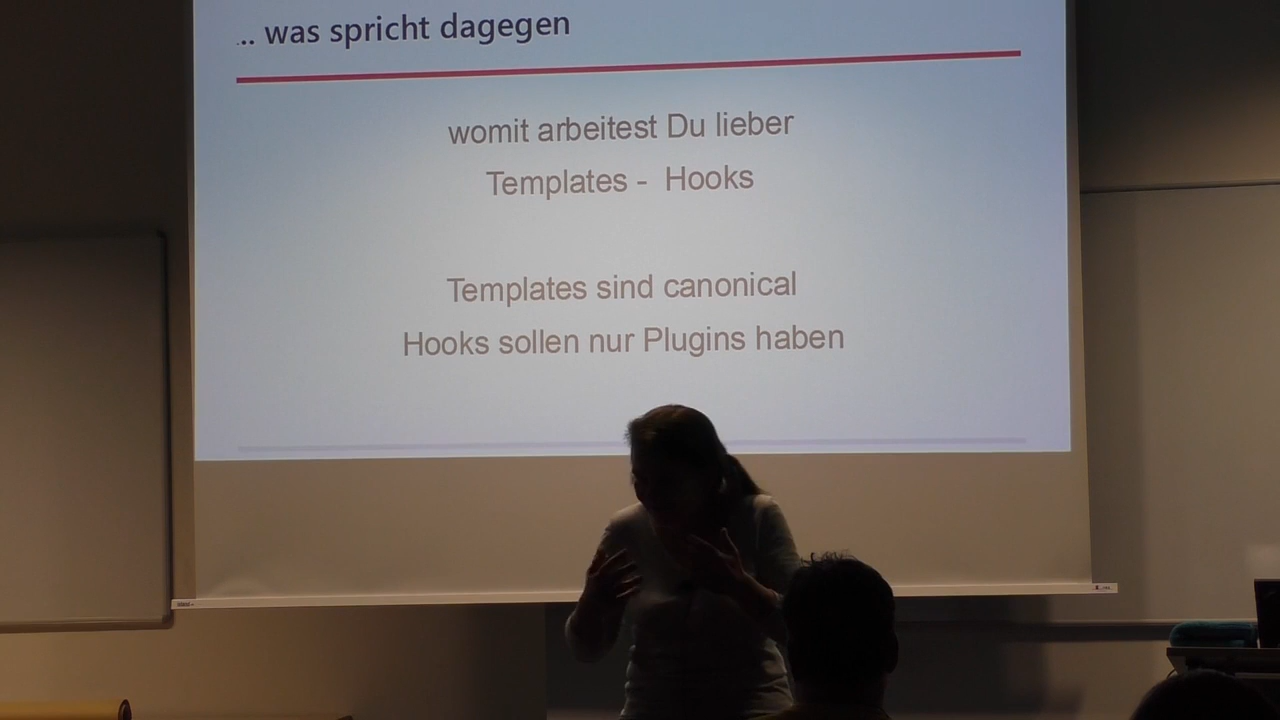 ... was spricht dagegen
womit arbeitest Du lieber
Templates - Hooks
Templates sind canonical
Hooks sollen nur Plugins haben